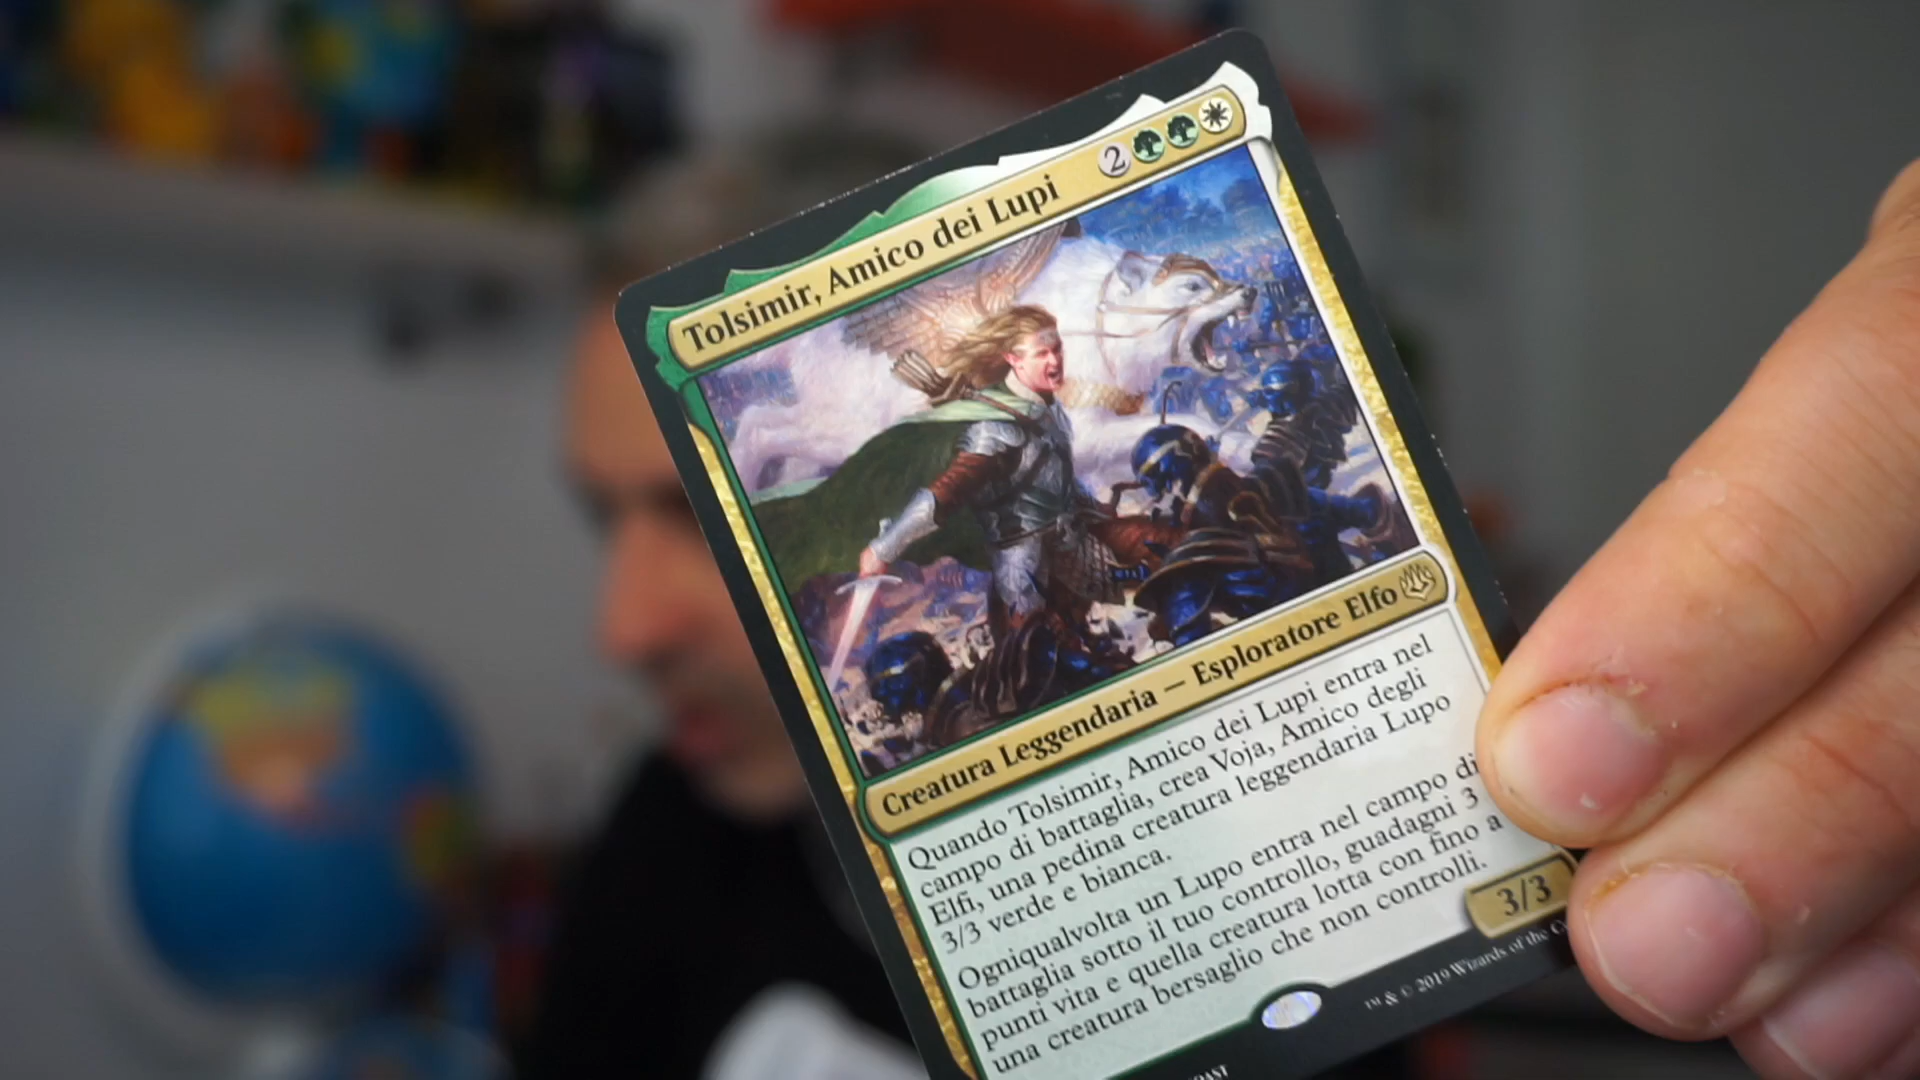 Tolsimir, Amico dei Lupi 2
Creatura Leggendaria — Esploratore Elfo
Quando Tolsimir, Amico dei Lupi entra nel
campo di battaglia, crea Voja, Amico degli
Elfi, una pedina creatura leggendaria Lupo
3/3 verde e bianca.
Ogniqualvolta un Lupo entra nel campo di
battaglia sotto il tuo controllo, guadagni 3
punti vita e quella creatura lotta con fino a
una creatura bersaglio che non controlli.
3/3
™ & © 2019 Wizards of the